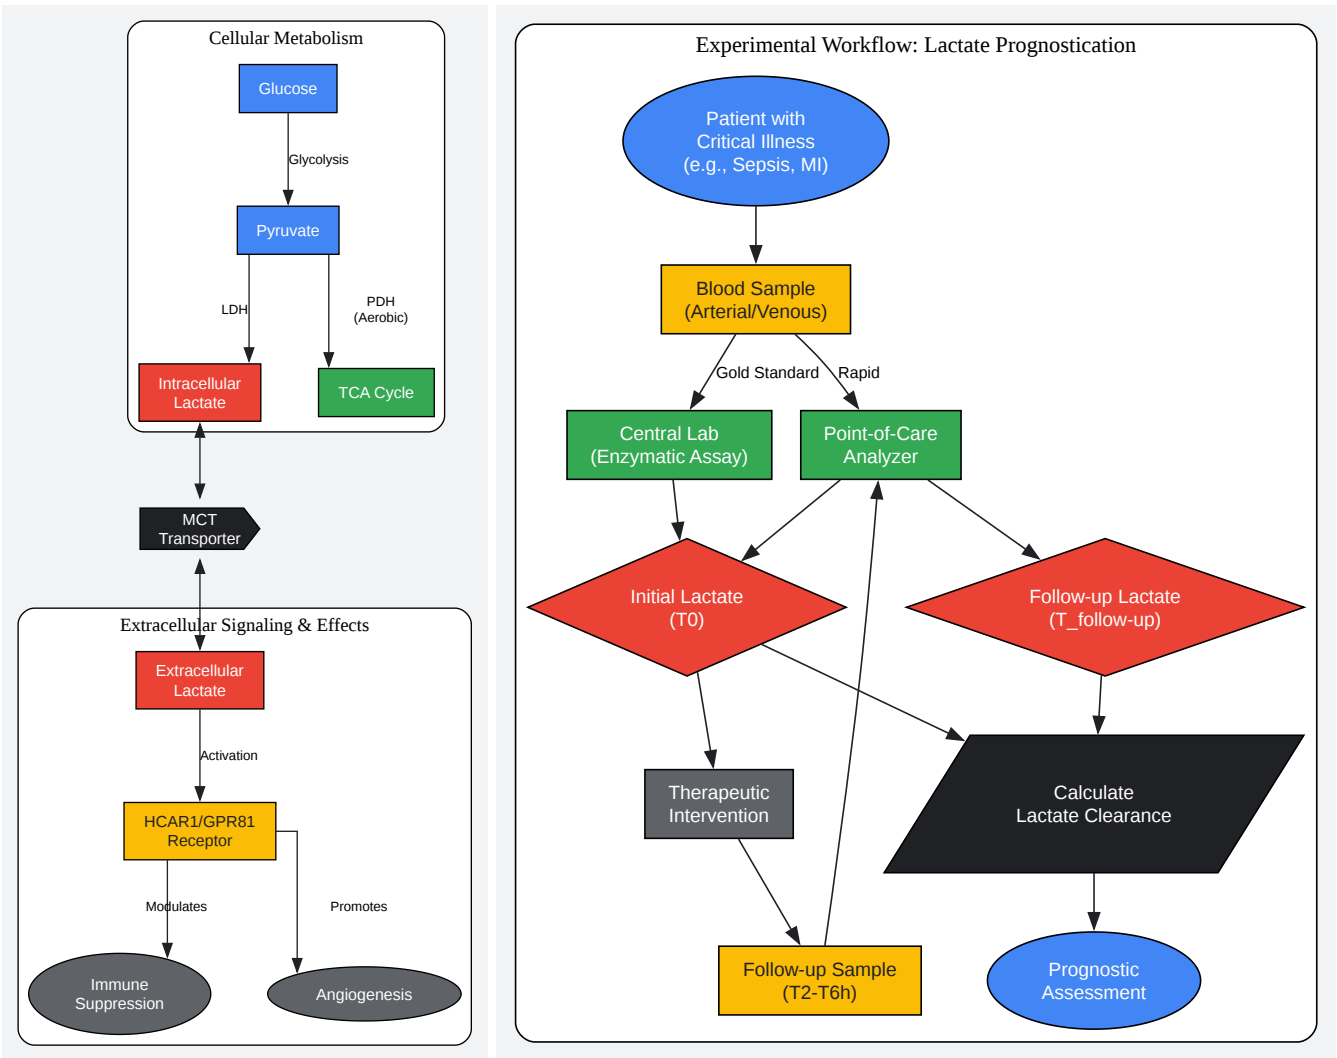 Cellular Metabolism
Glucose
Glycolysis
Pyruvate
LDH
PDH
(Aerobic)
Intracellular
Lactate
TCA Cycle
MCT
Transporter
Extracellular Signaling & Effects
Extracellular
Lactate
Activation
HCAR1/GPR81
Receptor
Modulates
Promotes
Immune
Suppression
Angiogenesis
Experimental Workflow: Lactate Prognostication
Patient with
Critical Illness
(e.g., Sepsis, MI)
Blood Sample
(Arterial/Venous)
Gold Standard
Rapid
Central Lab
(Enzymatic Assay)
Point-of-Care
Analyzer
Initial Lactate
(T0)
Follow-up Lactate
(T_follow-up)
Therapeutic
Intervention
Calculate
Lactate Clearance
Follow-up Sample
(T2-T6h)
Prognostic
Assessment